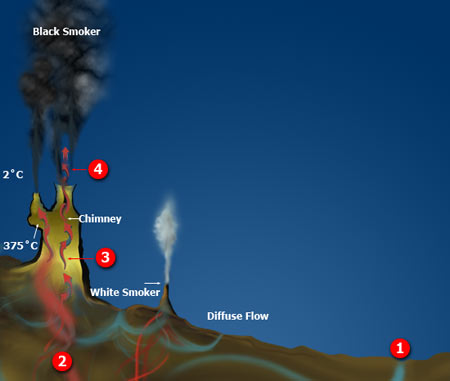 Black Smoker
4
2˚C
Chimney
375˚C
3
White Smoker
Diffuse Flow
1
2